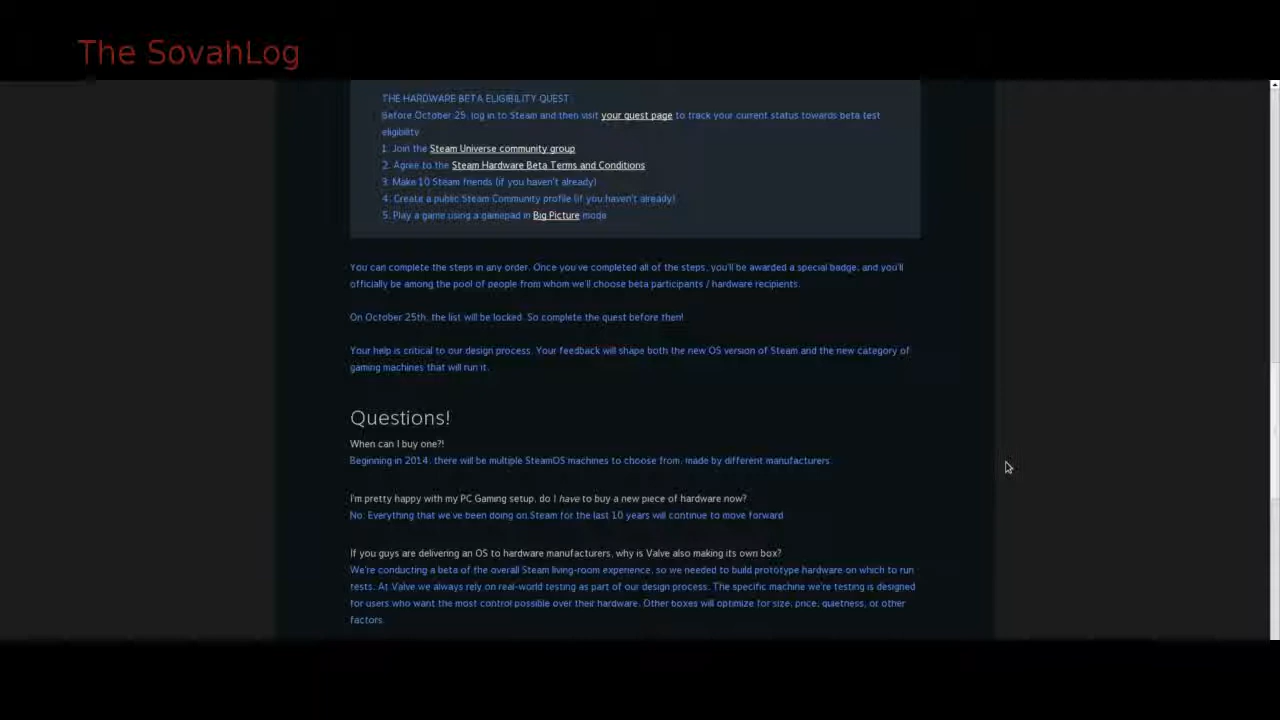 The SovahLog
THE HARDWARE BETA ELIGIBILITY QUEST:
Before October 25, log in to Steam and then visit your quest page to track your current status towards beta test
eligibility
1. Join the Steam Universe community group
2. Agree to the Steam Hardware Beta Terms and Conditions
3. Make 10 Steam friends (if you haven't already)
4. Create a public Steam Community profile (if you haven't already)
5. Play a game using a gamepad in Big Picture mode
You can complete the steps in any order. Once you've completed all of the steps, you'll be awarded a special badge, and you'll
officially be among the pool of people from whom we'll choose beta participants / hardware recipients.
On October 25th, the list will be locked. So complete the quest before then!
Your help is critical to our design process. Your feedback will shape both the new OS version of Steam and the new category of
gaming machines that will run it.
Questions!
When can I buy one?!
Beginning in 2014, there will be multiple SteamOS machines to choose from, made by different manufacturers.
I'm pretty happy with my PC Gaming setup, do I have to buy a new piece of hardware now?
No. Everything that we've been doing on Steam for the last 10 years will continue to move forward.
If you guys are delivering an OS to hardware manufacturers, why is Valve also making its own box?
We're conducting a beta of the overall Steam living-room experience, so we needed to build prototype hardware on which to run
tests. At Valve we always rely on real-world testing as part of our design process. The specific machine we're testing is designed
for users who want the most control possible over their hardware. Other boxes will optimize for size, price, quietness, or other
factors.